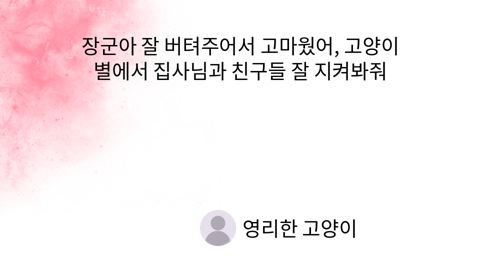 장군아 잘 버텨주어서 고마웠어, 고양이
별에서 집사님과 친구들 잘 지켜봐줘
영리한 고양이